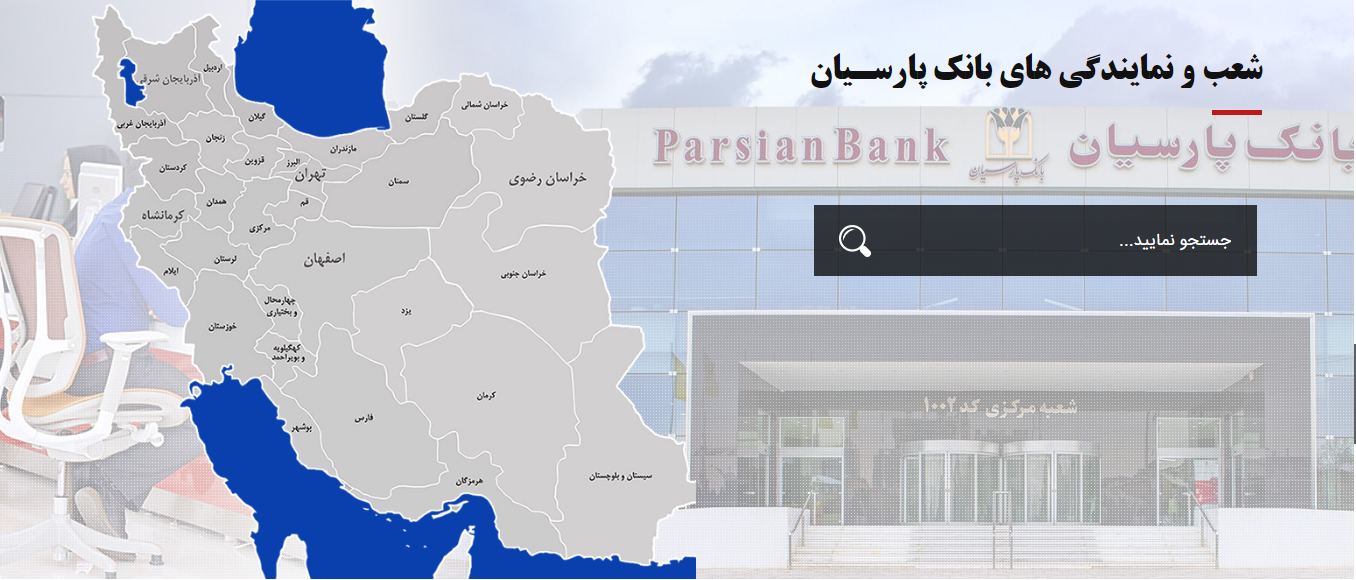 شعب و نمایندگی های بانک پارســیان
ParsianBank
بانک پارسیان
بانک پارسیان
جستجو نمایید...
شعبه مرکزی کد ۱۰۰۲
اردبیل
آذربایجان شرقی
آذربایجان غربی
گیلان
زنجان
کردستان
قزوین
البرز
تهران
مازندران
گلستان
خراسان شمالی
خراسان رضوی
سمنان
همدان
قم
کرمانشاه
مرکزی
لرستان
ایلام
اصفهان
خراسان جنوبی
چهارمحال
و بختیاری
یزد
خوزستان
کهگیلویه
و بویراحمد
کرمان
فارس
بوشهر
هرمزگان
سیستان و بلوچستان